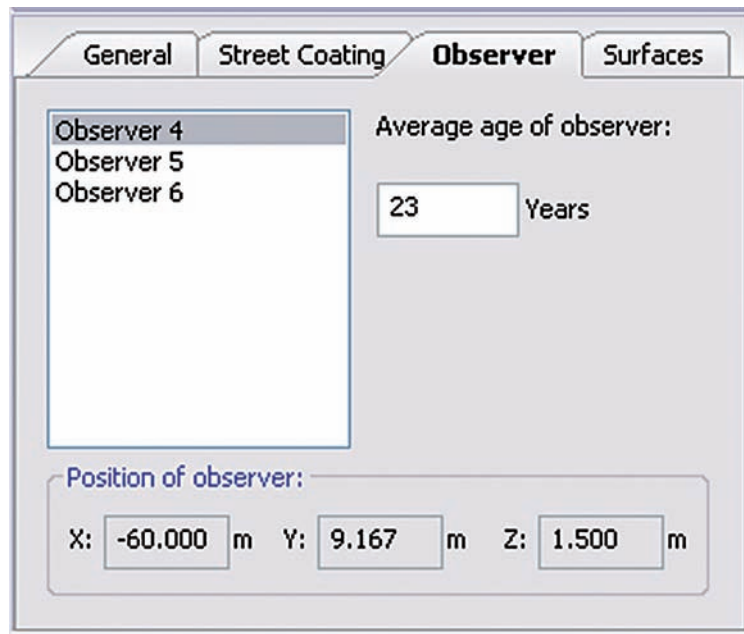 General Street Coating Observer Surfaces
Observer 4
Observer 5
Observer 6
Average age of observer:
23 Years
Position of observer:
X: -60.000 m Y: 9.167 m Z: 1.500 m